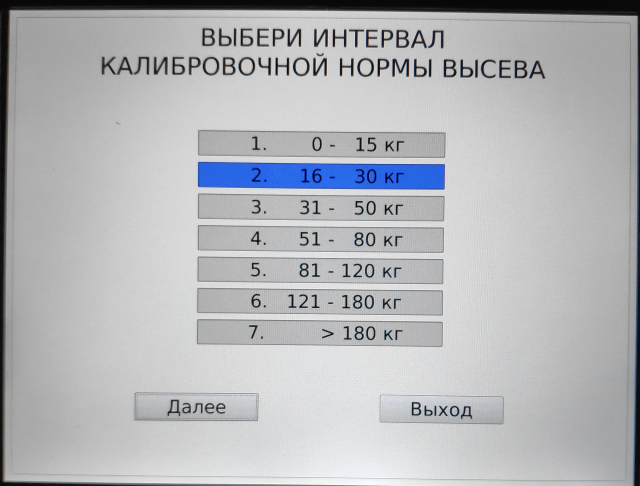 ВЫБЕРИ ИНТЕРВАЛ
КАЛИБРОВОЧНОЙ НОРМЫ ВЫСЕВА
1. 0 - 15 кг
2. 16 - 30 кг
3. 31 - 50 кг
4. 51 - 80 кг
5. 81 - 120 кг
6. 121 - 180 кг
7. > 180 кг
Далее Выход